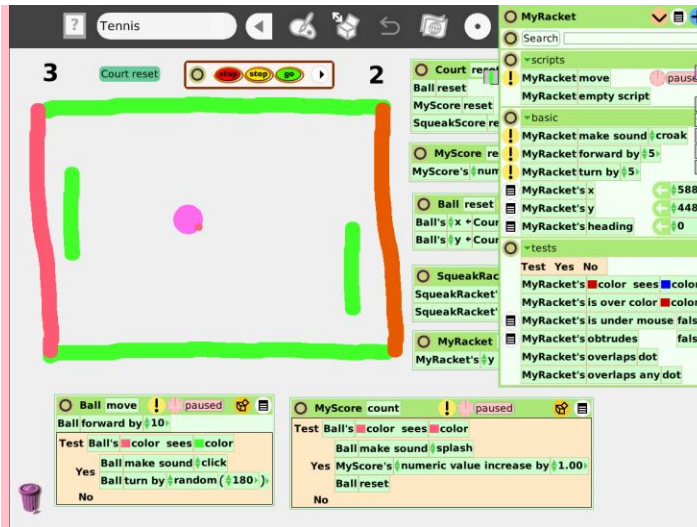 ?
Tennis
3
Court reset
stop step go
2
Court reset
Ball reset
MyScore reset
SqueakScore re
MyScore re
MyScore's num
Ball reset
Ball's x Cour
Ball's y Cour
SqueakRac
SqueakRacket'
SqueakRacket'
MyRacket
MyRacket's y
MyRacket
Search
scripts
! MyRacket move pause
MyRacket empty script
basic
! MyRacket make sound croak
! MyRacket forward by 5
! MyRacket turn by 5
MyRacket's x 588
MyRacket's y 448
MyRacket's heading 0
tests
Test Yes No
MyRacket's color sees color
MyRacket's is over color color
MyRacket's is under mouse fals
MyRacket's obtrudes fals
MyRacket's overlaps dot
MyRacket's overlaps any dot
Ball move ! paused
Ball forward by 10
Test Ball's color sees color
Yes
Ball make sound click
Ball turn by random ( 180 )
No
MyScore count ! paused
Test Ball's color sees color
Ball make sound splash
Yes MyScore's numeric value increase by 1.00
Ball reset
No